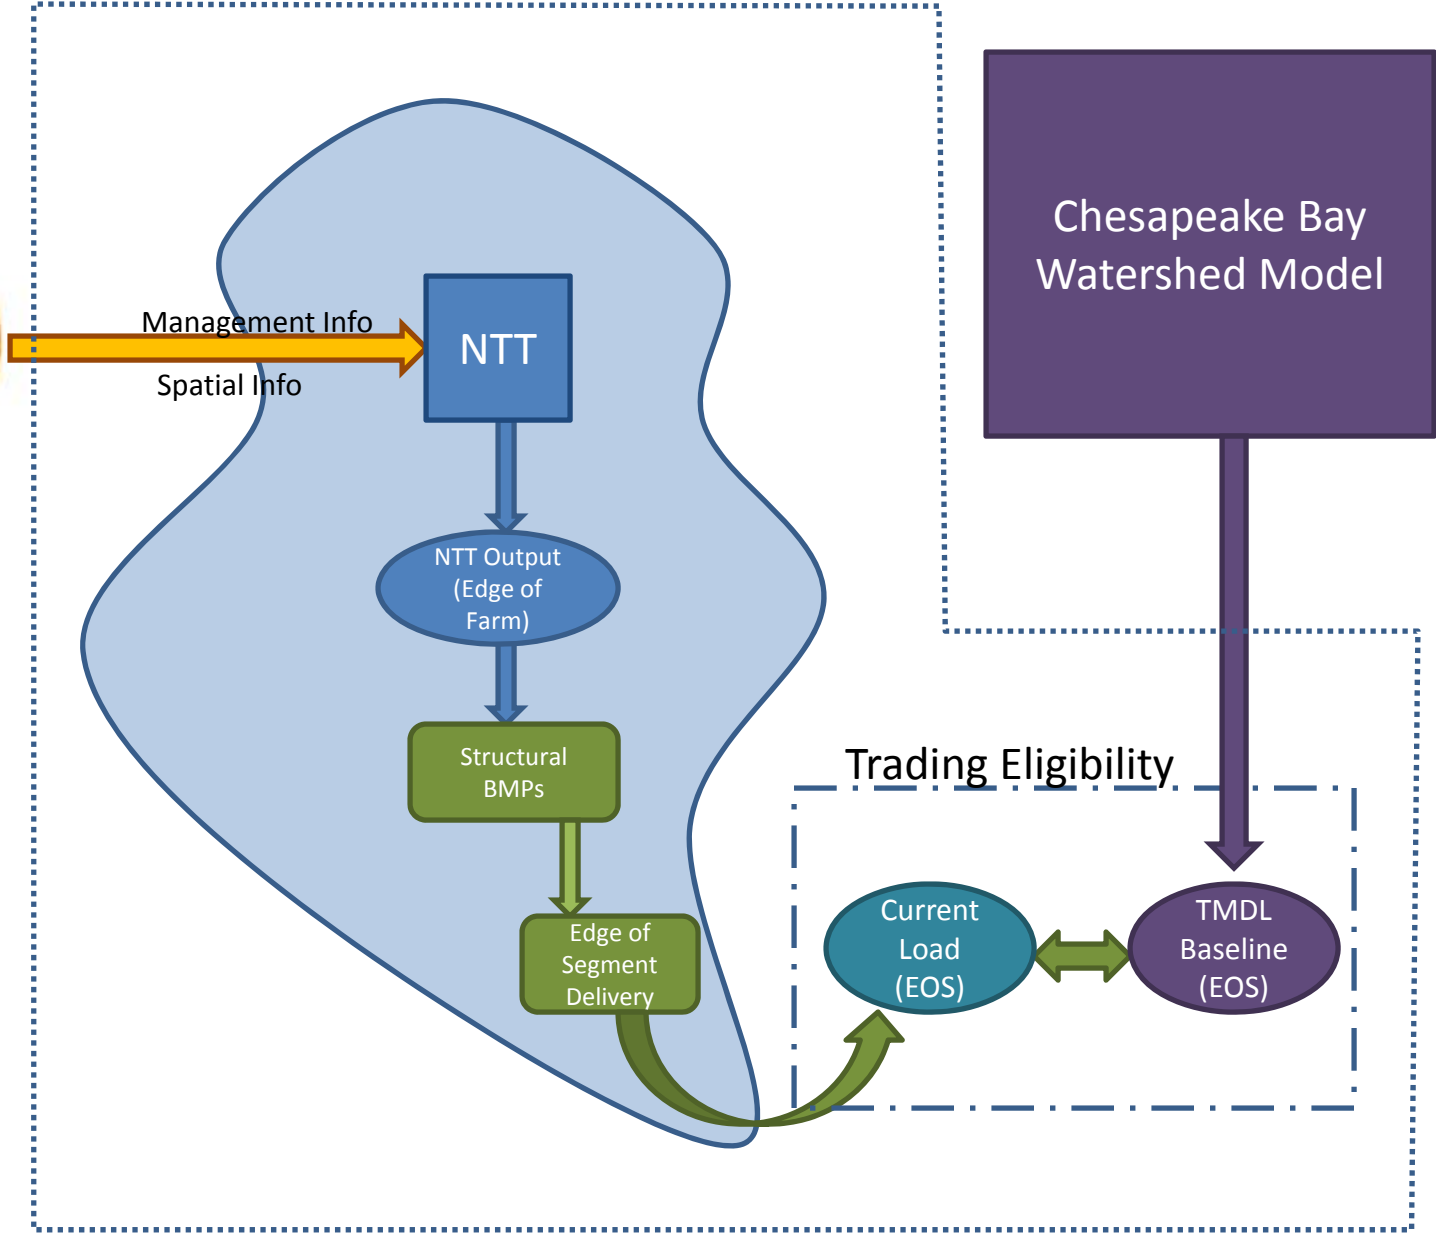 Chesapeake Bay
Watershed Model
Management Info
Spatial Info
NTT
NTT Output
(Edge of
Farm)
Structural
BMPs
Edge of
Segment
Delivery
Trading Eligibility
Current
Load
(EOS)
TMDL
Baseline
(EOS)